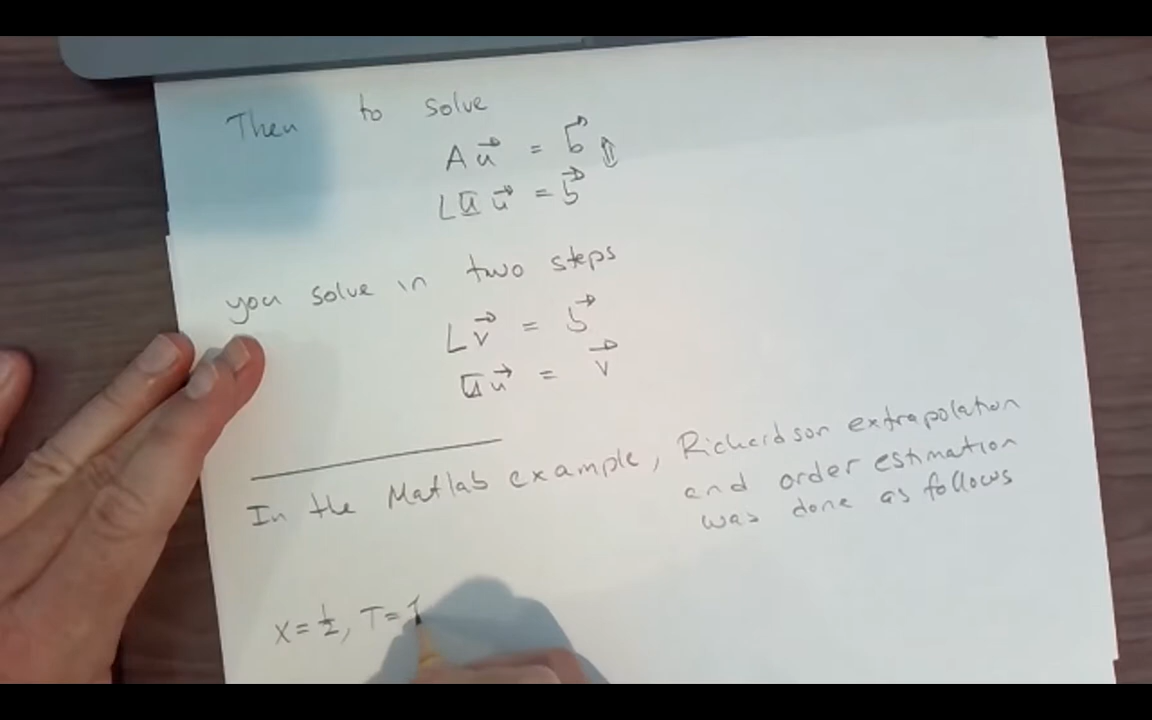 Then to solve
A u⃗ = b⃗ ⇕
L U u⃗ = b⃗
you solve in two steps
L v⃗ = b⃗
U u⃗ = v⃗
In the Matlab example, Richardson extrapolation
and order estimation
was done as follows
x = 1/2, T = 1